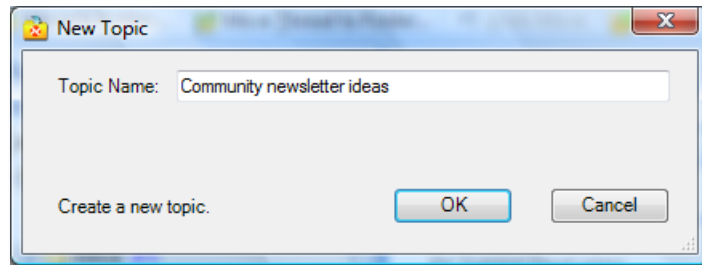 New Topic
Topic Name: Community newsletter ideas
Create a new topic. OK Cancel